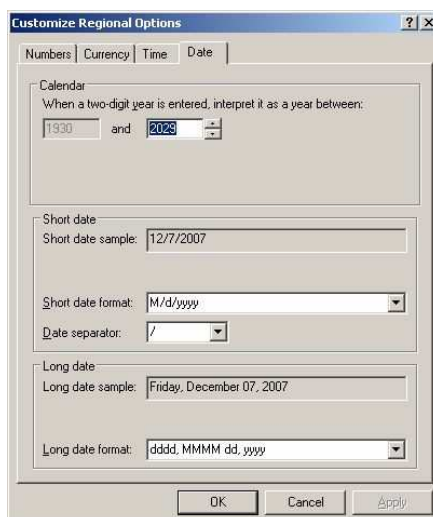 Customize Regional Options
Numbers Currency Time Date
Calendar
When a two-digit year is entered, interpret it as a year between:
1930 and 2029
Short date
Short date sample: 12/7/2007
Short date format: M/d/yyyy
Date separator: /
Long date
Long date sample: Friday, December 07, 2007
Long date format: dddd, MMMM dd, yyyy
OK Cancel Apply